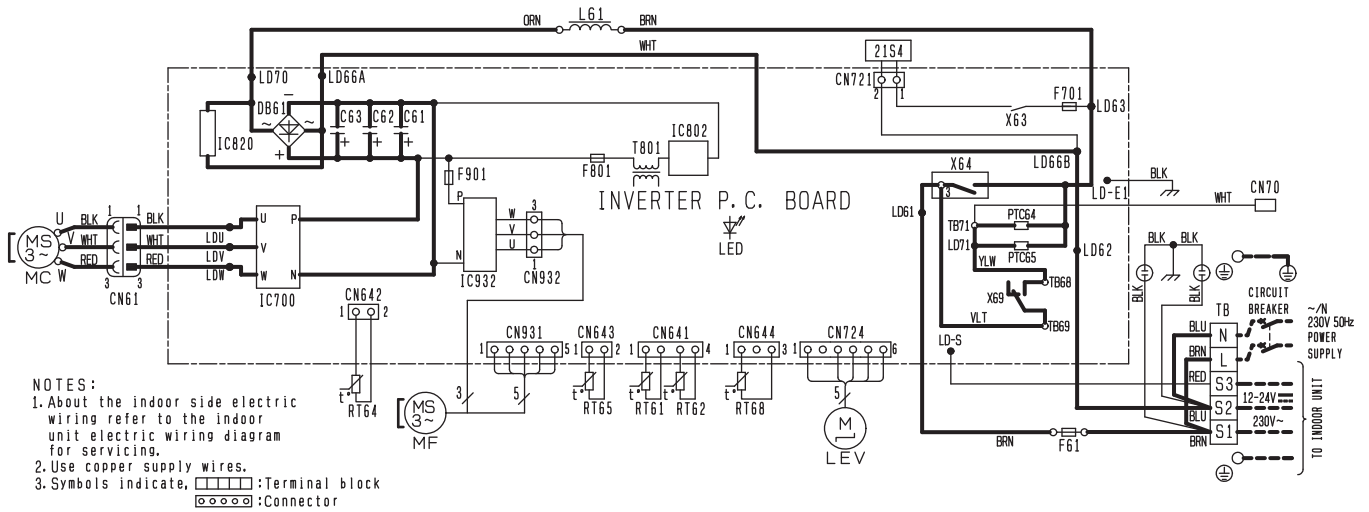 ORN L61 BRN
WHT
21S4
LD70 LD66A
CN721
2 1
F701
X63
LD63
DB61
−
~ ~
+
C63 C62 C61
+ + +
IC820
T801
IC802
F801
F901
LD66B
X64
3
LD-E1
BLK
CN70
WHT
INVERTER P. C. BOARD
LED
U BLK 1 1 BLK
V WHT WHT LDU
W RED RED LDV
3 3 LDW
MS
3~
MC
CN61
U P
V
W N
IC700
P
N
IC932
W 3
V
U
1
CN932
LD61
TB71 PTC64
LD71 PTC65
YLW
TB68
X69
VLT TB69
LD62
LD-S
BLK BLK
BLK
BLK
CIRCUIT
BREAKER
TB
~/N
230V 50Hz
POWER
SUPPLY
BLU N
BRN L
RED S3
12-24V
S2
BLU 230V~
S1
BRN
TO INDOOR UNIT
CN642
1 2
t°
RT64
CN931
1 5
3 5
MS
3~
MF
CN643
1 2
t°
RT65
CN641
1 4
t° t°
RT61 RT62
CN644
1 3
t°
RT68
CN724
1 6
5
M
LEV
BRN F61
NOTES:
1. About the indoor side electric
wiring refer to the indoor
unit electric wiring diagram
for servicing.
2. Use copper supply wires.
3. Symbols indicate, :Terminal block
:Connector